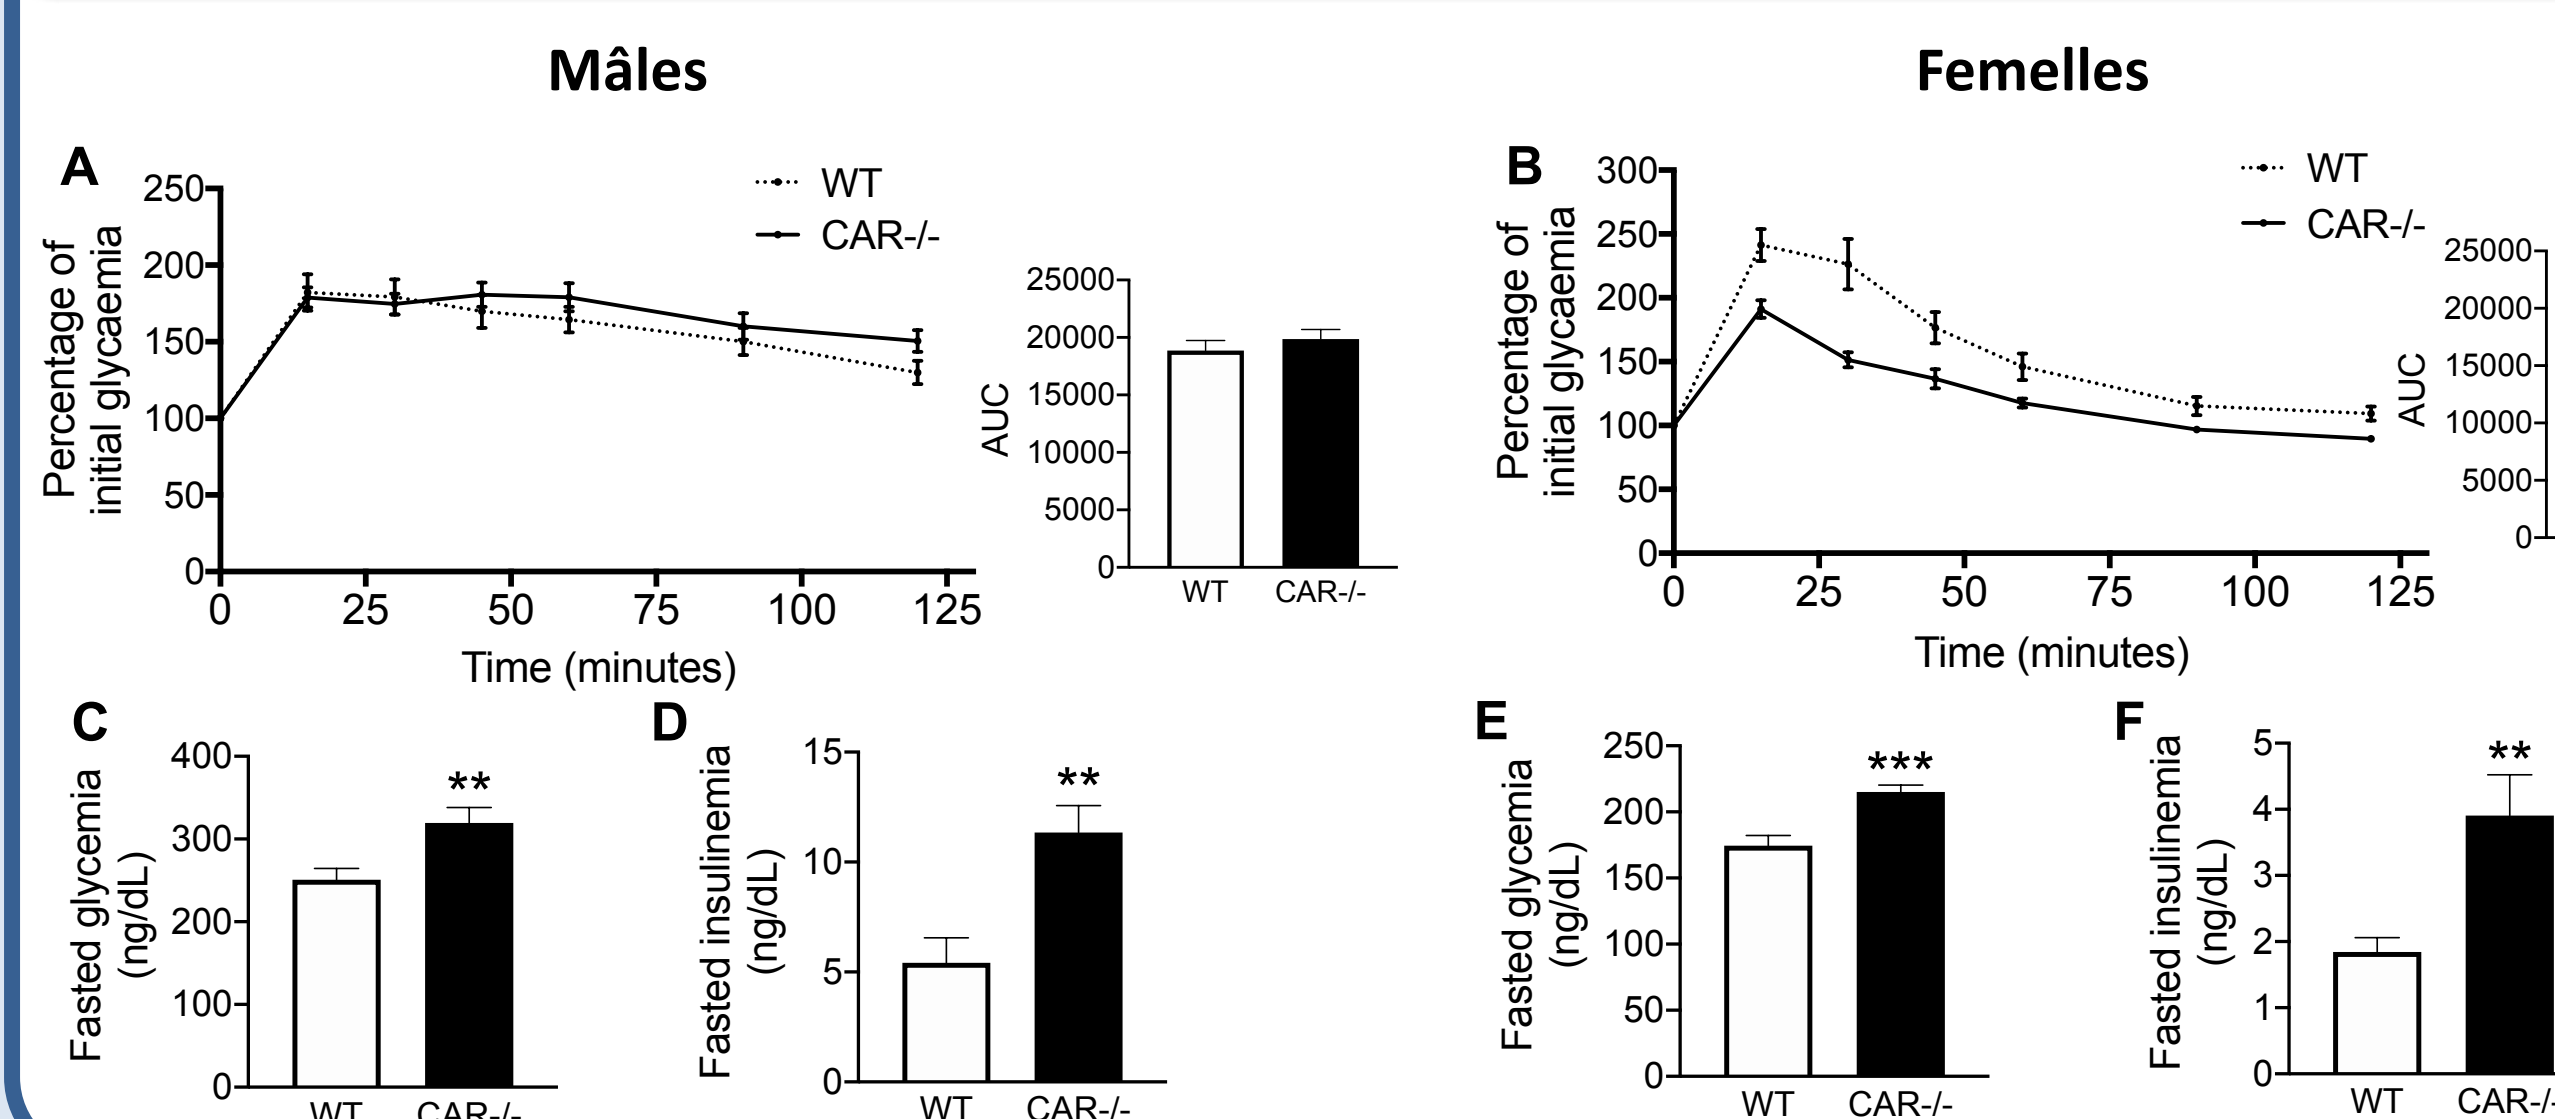 Mâles
Femelles
A
Percentage of
initial glycaemia
250
200
150
100
50
0
0 25 50 75 100 125
Time (minutes)
WT
CAR-/-
AUC
25000
20000
15000
10000
5000
0
WT CAR-/-
B
Percentage of
initial glycaemia
300
250
200
150
100
50
0
0 25 50 75 100 125
Time (minutes)
WT
CAR-/-
AUC
25000
20000
15000
10000
5000
0
C
Fasted glycemia
(ng/dL)
400
300
200
100
0
**
WT CAR-/-
D
Fasted insulinemia
(ng/dL)
15
10
5
0
**
WT CAR-/-
E
Fasted glycemia
(ng/dL)
250
200
150
100
50
0
***
WT CAR-/-
F
Fasted insulinemia
(ng/dL)
5
4
3
2
1
0
**
WT CAR-/-